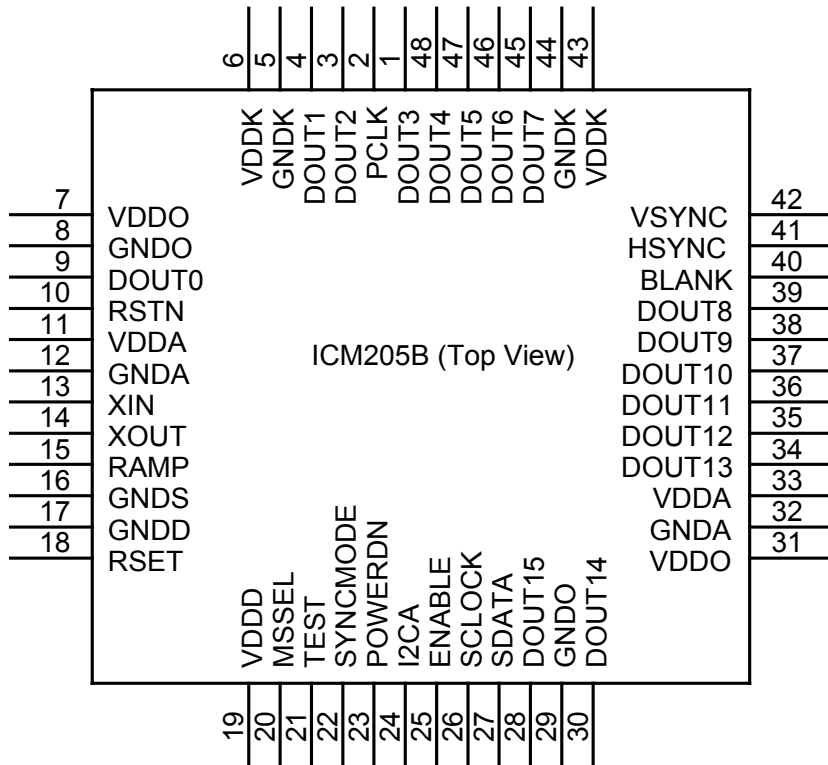 6 5 4 3 2 1 48 47 46 45 44 43
VDDK GNDK DOUT1 DOUT2 PCLK DOUT3 DOUT4 DOUT5 DOUT6 DOUT7 GNDK VDDK
7 VDDO
8 GNDO
9 DOUT0
10 RSTN
11 VDDA
12 GNDA
13 XIN
14 XOUT
15 RAMP
16 GNDS
17 GNDD
18 RSET
ICM205B (Top View)
VSYNC 42
HSYNC 41
BLANK 40
DOUT8 39
DOUT9 38
DOUT10 37
DOUT11 36
DOUT12 35
DOUT13 34
VDDA 33
GNDA 32
VDDO 31
VDDD MSSEL TEST SYNCMODE POWERDN I2CA ENABLE SCLOCK SDATA DOUT15 GNDO DOUT14
19 20 21 22 23 24 25 26 27 28 29 30